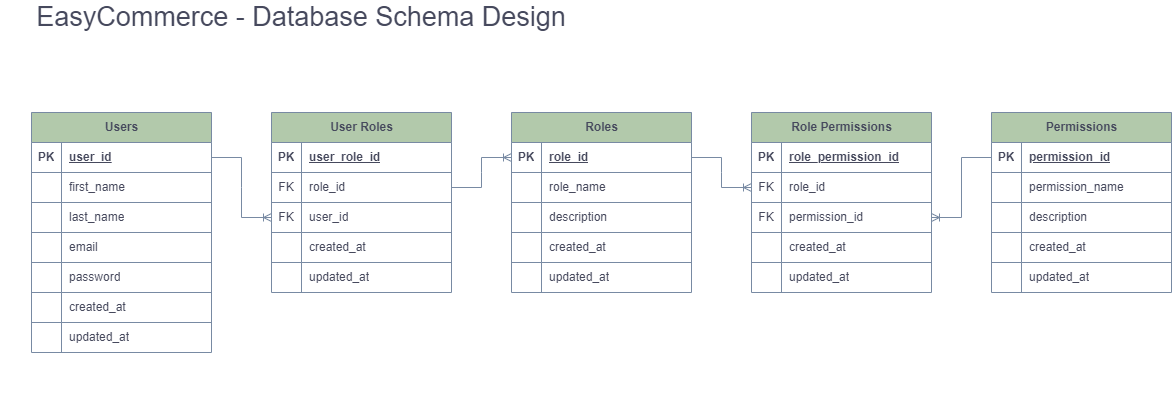 EasyCommerce - Database Schema Design
Users
PK user_id
first_name
last_name
email
password
created_at
updated_at
User Roles
PK user_role_id
FK role_id
FK user_id
created_at
updated_at
Roles
PK role_id
role_name
description
created_at
updated_at
Role Permissions
PK role_permission_id
FK role_id
FK permission_id
created_at
updated_at
Permissions
PK permission_id
permission_name
description
created_at
updated_at